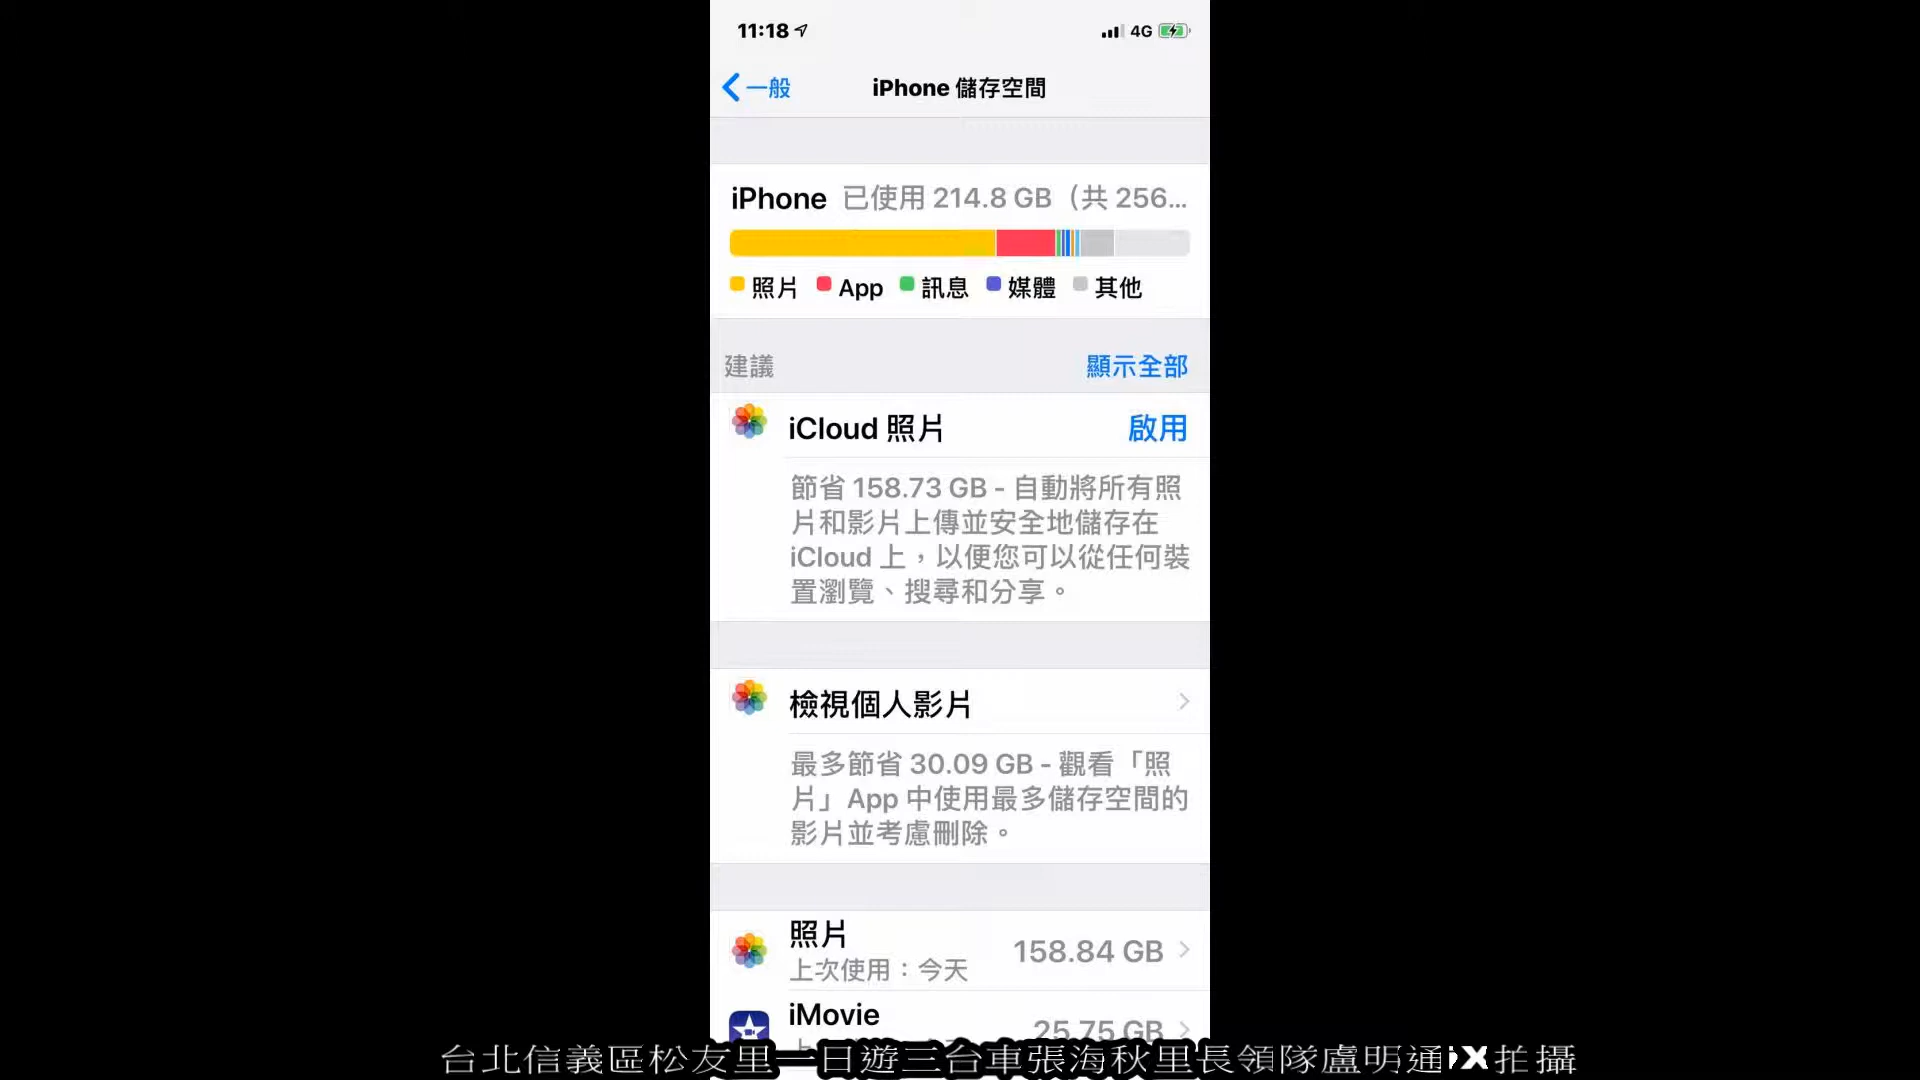 11:18
4G
一般
iPhone 儲存空間
iPhone 已使用 214.8 GB（共 256...
照片 App 訊息 媒體 其他
建議 顯示全部
iCloud 照片 啟用
節省 158.73 GB - 自動將所有照
片和影片上傳並安全地儲存在
iCloud 上，以便您可以從任何裝
置瀏覽、搜尋和分享。
檢視個人影片
最多節省 30.09 GB - 觀看「照
片」App 中使用最多儲存空間的
影片並考慮刪除。
照片
158.84 GB
上次使用：今天
iMovie
25.75 GB
台北信義區松友里一日遊三台車張海秋里長領隊盧明通iX拍攝